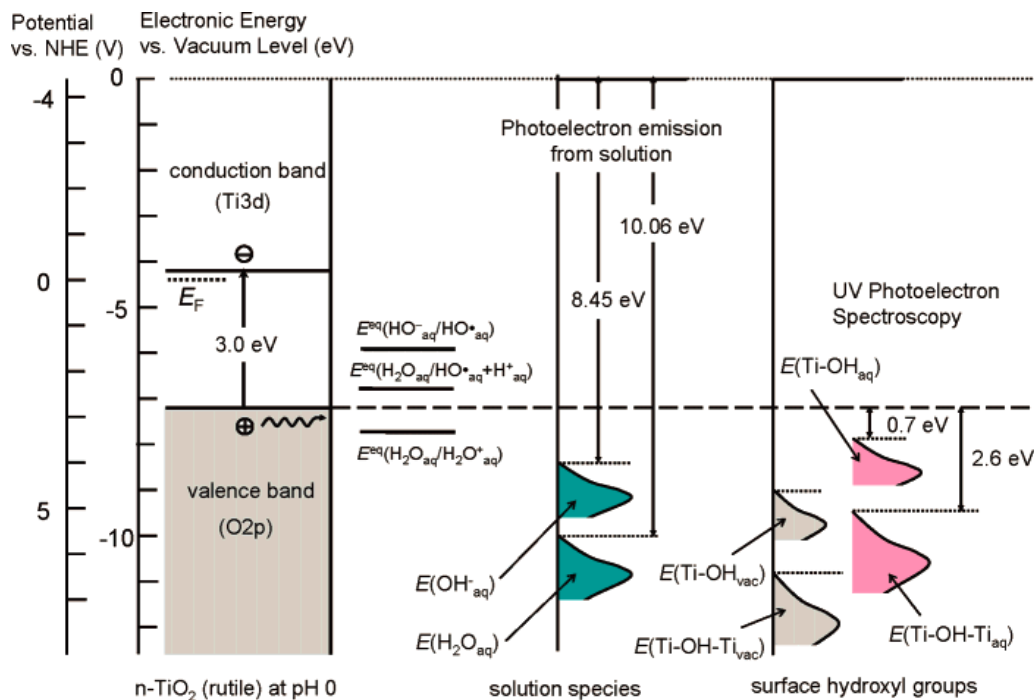 Potential
vs. NHE (V)
Electronic Energy
vs. Vacuum Level (eV)
0
-4
Photoelectron emission
from solution
conduction band
(Ti3d)
10.06 eV
⊖
0
8.45 eV
E_F
-5
UV Photoelectron
Spectroscopy
3.0 eV
E^eq(HO⁻_aq/HO•_aq)
E(Ti-OH_aq)
E^eq(H₂O_aq/HO•_aq+H⁺_aq)
⊕
0.7 eV
E^eq(H₂O_aq/H₂O⁺_aq)
2.6 eV
valence band
(O2p)
5
-10
E(OH⁻_aq)
E(Ti-OH_vac)
E(H₂O_aq)
E(Ti-OH-Ti_vac)
E(Ti-OH-Ti_aq)
n-TiO₂ (rutile) at pH 0
solution species
surface hydroxyl groups